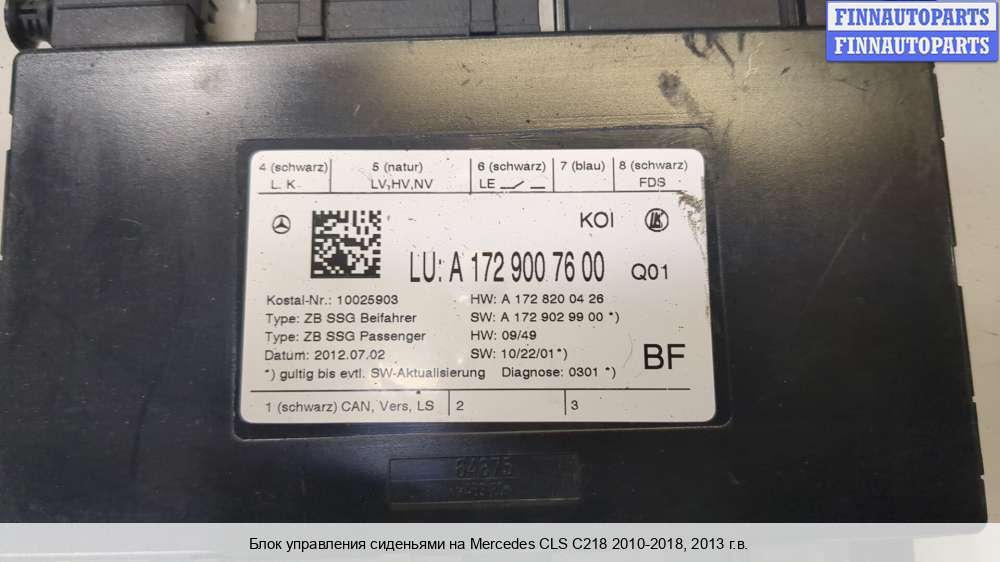 FINNAUTOPARTS
FINNAUTOPARTS
4 (schwarz) 5 (natur) 6 (schwarz) 7 (blau) 8 (schwarz)
L. K- LV,HV,NV LE FDS
KOI
LU: A 172 900 76 00 Q01
Kostal-Nr.: 10025903 HW: A 172 820 04 26
Type: ZB SSG Beifahrer SW: A 172 902 99 00 *)
Type: ZB SSG Passenger HW: 09/49
Datum: 2012.07.02 SW: 10/22/01*) BF
*) gultig bis evtl. SW-Aktualisierung Diagnose: 0301 *)
1 (schwarz) CAN, Vers, LS 2 3
64875
Блок управления сиденьями на Mercedes CLS C218 2010-2018, 2013 г.в.